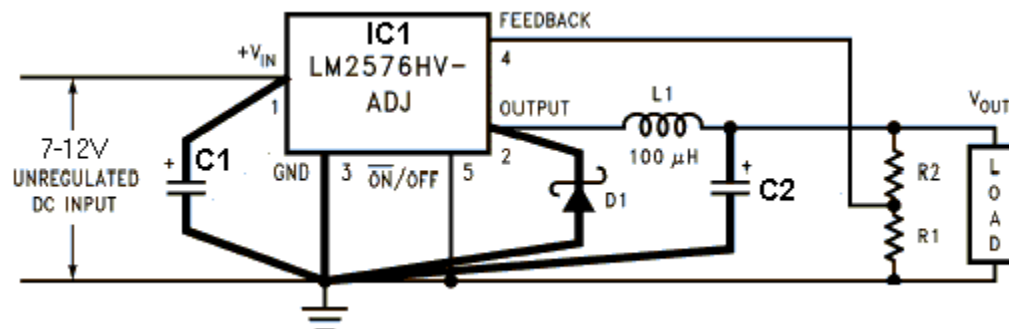 FEEDBACK
IC1
+VIN
LM2576HV-
ADJ
4
1
OUTPUT
L1
VOUT
7-12V
UNREGULATED
DC INPUT
+
C1
GND
3
ON/OFF
5
2
100 μH
+
C2
D1
R2
R1
LOAD